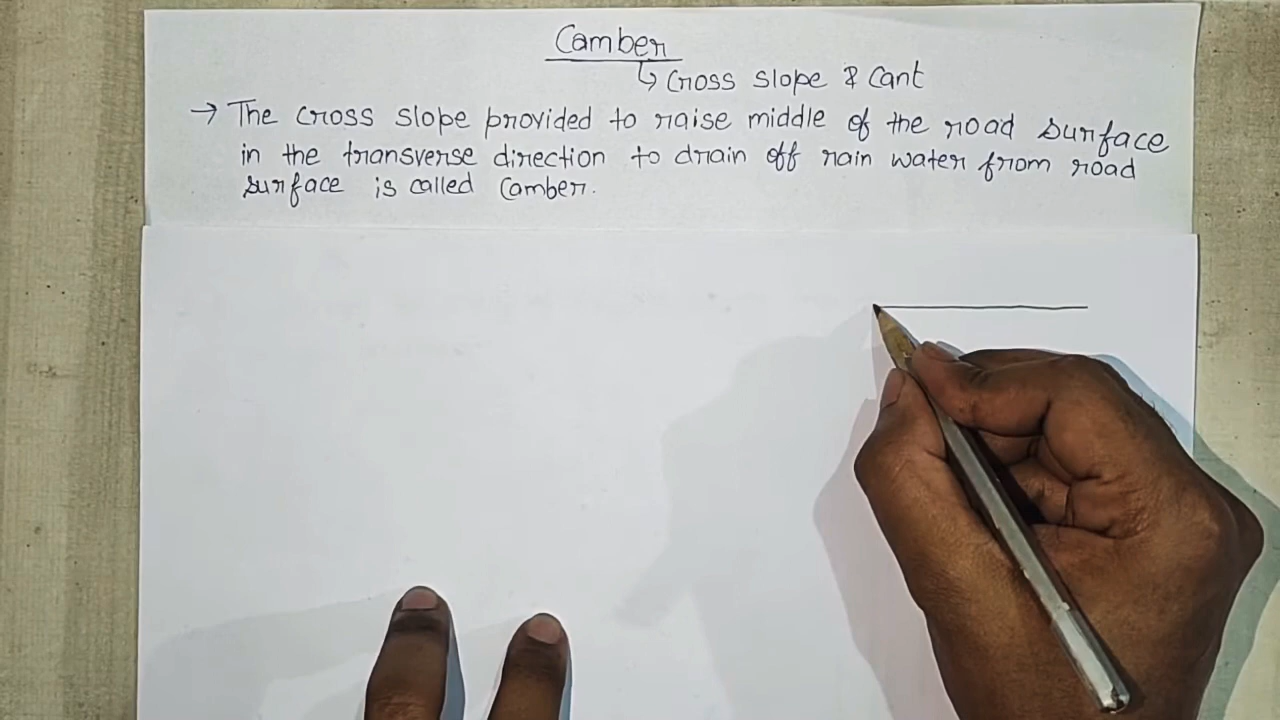 Camber
↳ Cross slope & Cant
→ The cross slope provided to raise middle of the road surface
in the transverse direction to drain off rain water from road
surface is called Camber.